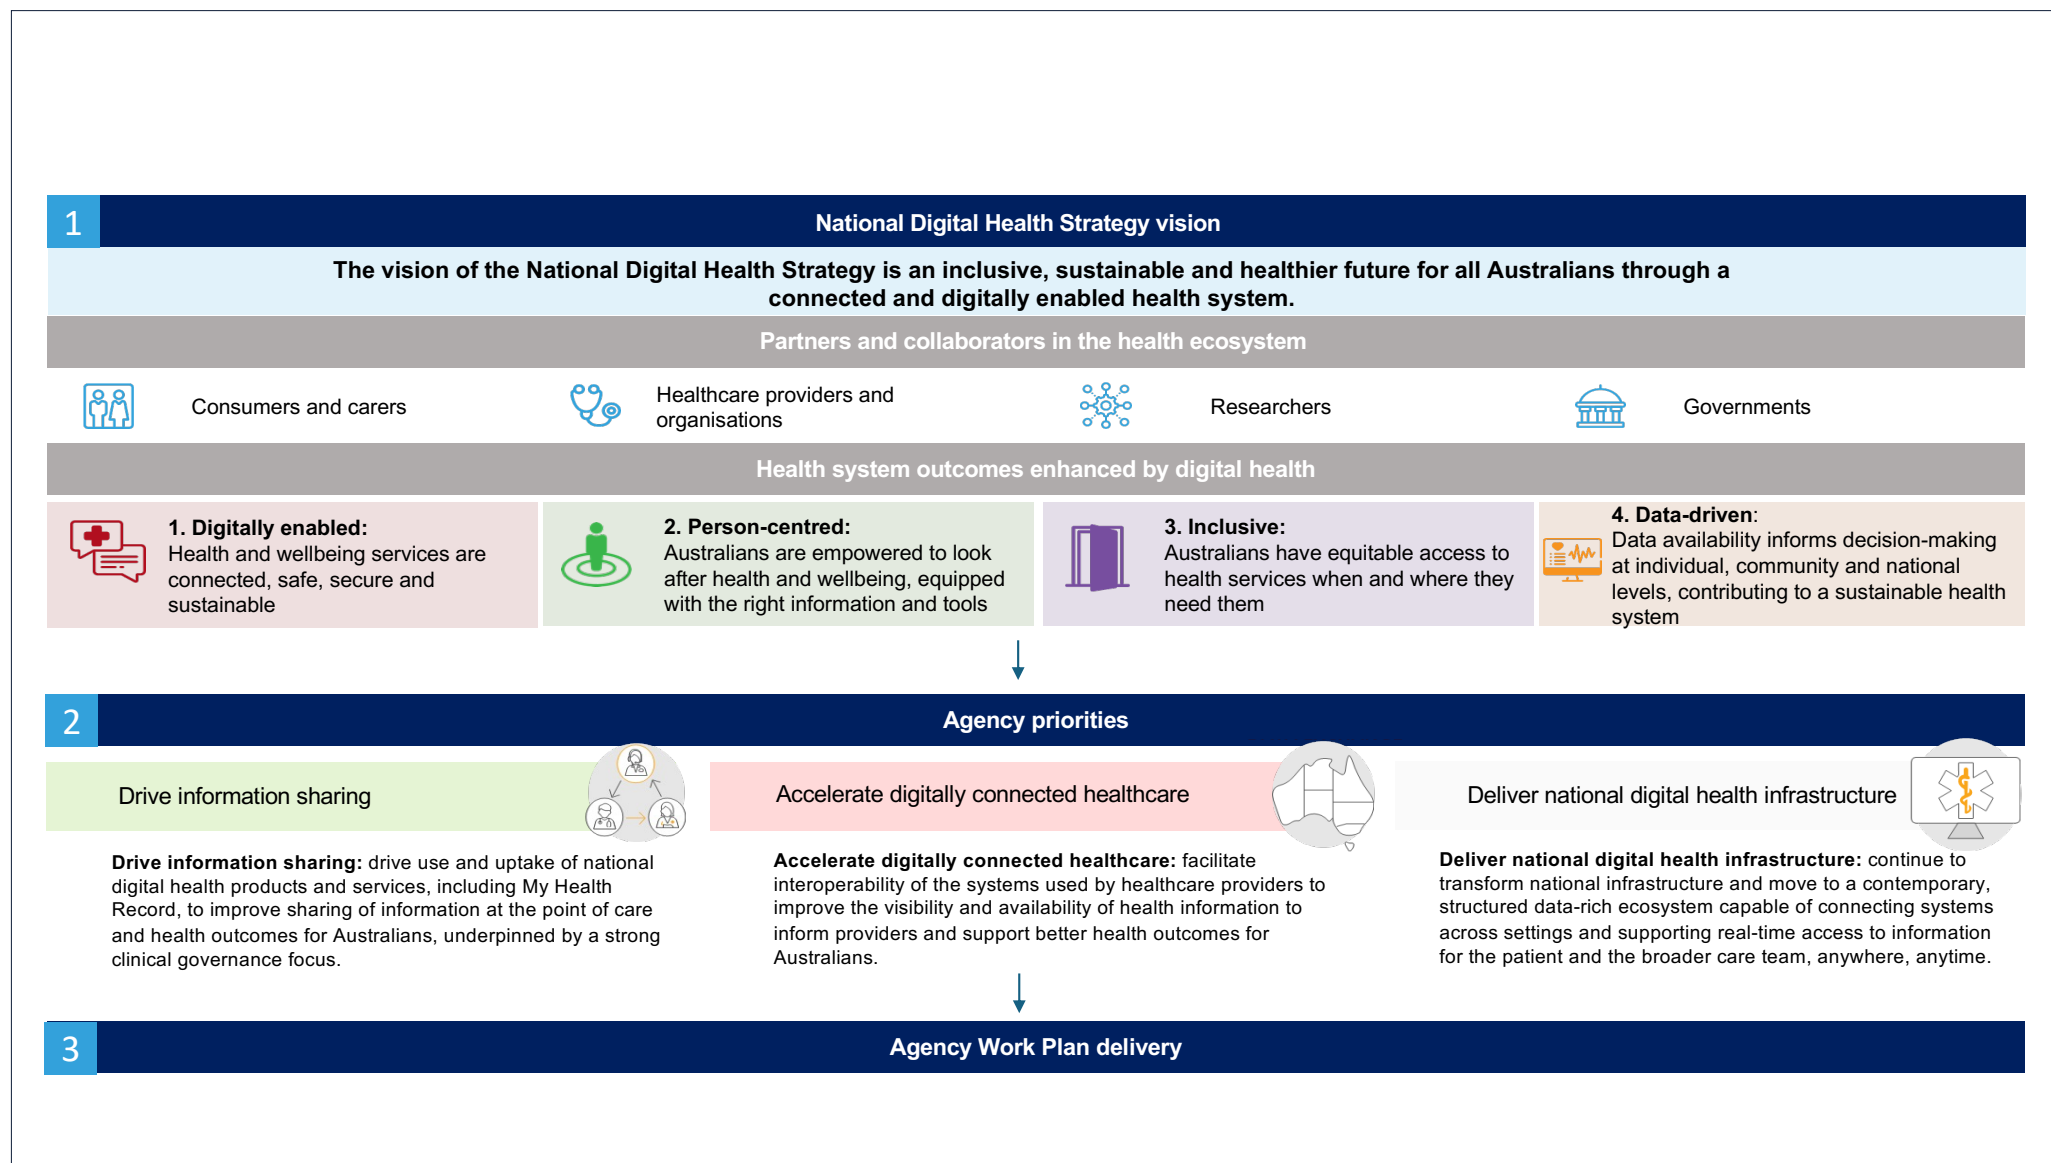 1
National Digital Health Strategy vision
The vision of the National Digital Health Strategy is an inclusive, sustainable and healthier future for all Australians through a
connected and digitally enabled health system.
Partners and collaborators in the health ecosystem
Consumers and carers
Healthcare providers and
organisations
Researchers
Governments
Health system outcomes enhanced by digital health
1. Digitally enabled:
Health and wellbeing services are
connected, safe, secure and
sustainable
2. Person-centred:
Australians are empowered to look
after health and wellbeing, equipped
with the right information and tools
3. Inclusive:
Australians have equitable access to
health services when and where they
need them
4. Data-driven:
Data availability informs decision-making
at individual, community and national
levels, contributing to a sustainable health
system
2
Agency priorities
Drive information sharing
Accelerate digitally connected healthcare
Deliver national digital health infrastructure
Drive information sharing: drive use and uptake of national
digital health products and services, including My Health
Record, to improve sharing of information at the point of care
and health outcomes for Australians, underpinned by a strong
clinical governance focus.
Accelerate digitally connected healthcare: facilitate
interoperability of the systems used by healthcare providers to
improve the visibility and availability of health information to
inform providers and support better health outcomes for
Australians.
Deliver national digital health infrastructure: continue to
transform national infrastructure and move to a contemporary,
structured data-rich ecosystem capable of connecting systems
across settings and supporting real-time access to information
for the patient and the broader care team, anywhere, anytime.
3
Agency Work Plan delivery